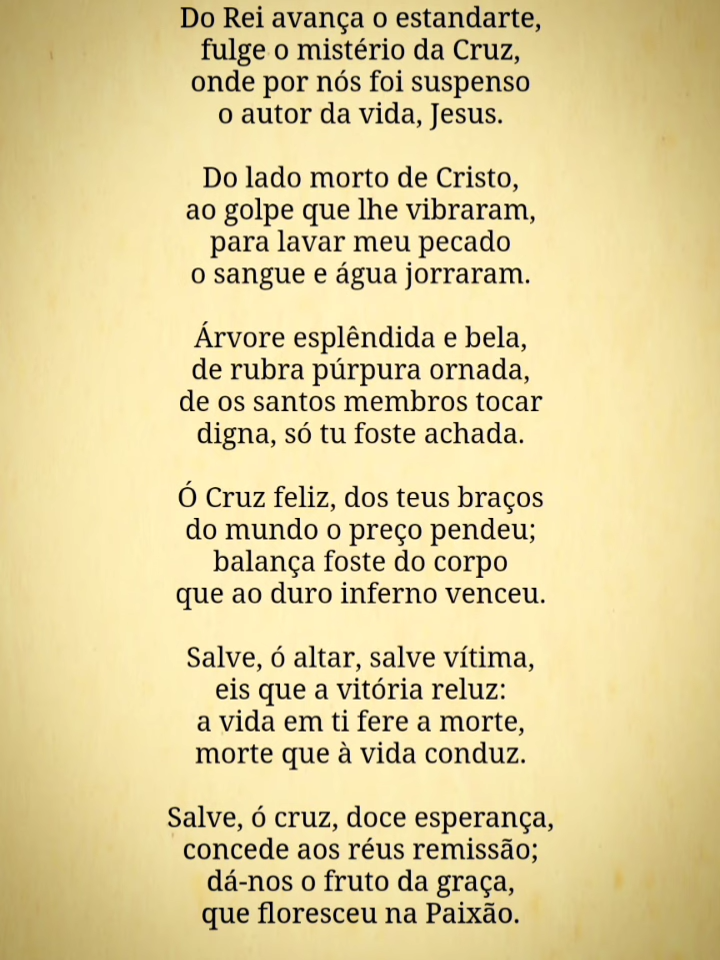 Do Rei avança o estandarte,
fulge o mistério da Cruz,
onde por nós foi suspenso
o autor da vida, Jesus.

Do lado morto de Cristo,
ao golpe que lhe vibraram,
para lavar meu pecado
o sangue e água jorraram.

Árvore esplêndida e bela,
de rubra púrpura ornada,
de os santos membros tocar
digna, só tu foste achada.

Ó Cruz feliz, dos teus braços
do mundo o preço pendeu;
balança foste do corpo
que ao duro inferno venceu.

Salve, ó altar, salve vítima,
eis que a vitória reluz:
a vida em ti fere a morte,
morte que à vida conduz.

Salve, ó cruz, doce esperança,
concede aos réus remissão;
dá-nos o fruto da graça,
que floresceu na Paixão.